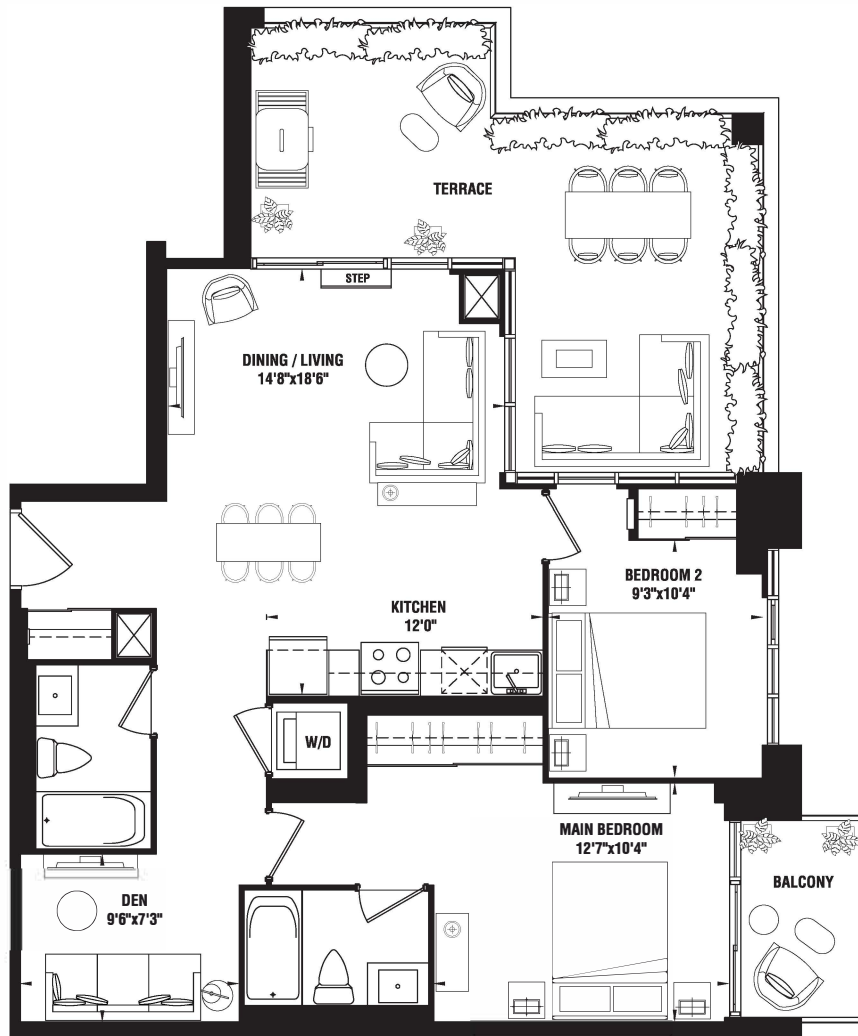 TERRACE
STEP
DINING / LIVING
14'8"x18'6"
KITCHEN
12'0"
BEDROOM 2
9'3"x10'4"
W/D
MAIN BEDROOM
12'7"x10'4"
BALCONY
DEN
9'6"x7'3"